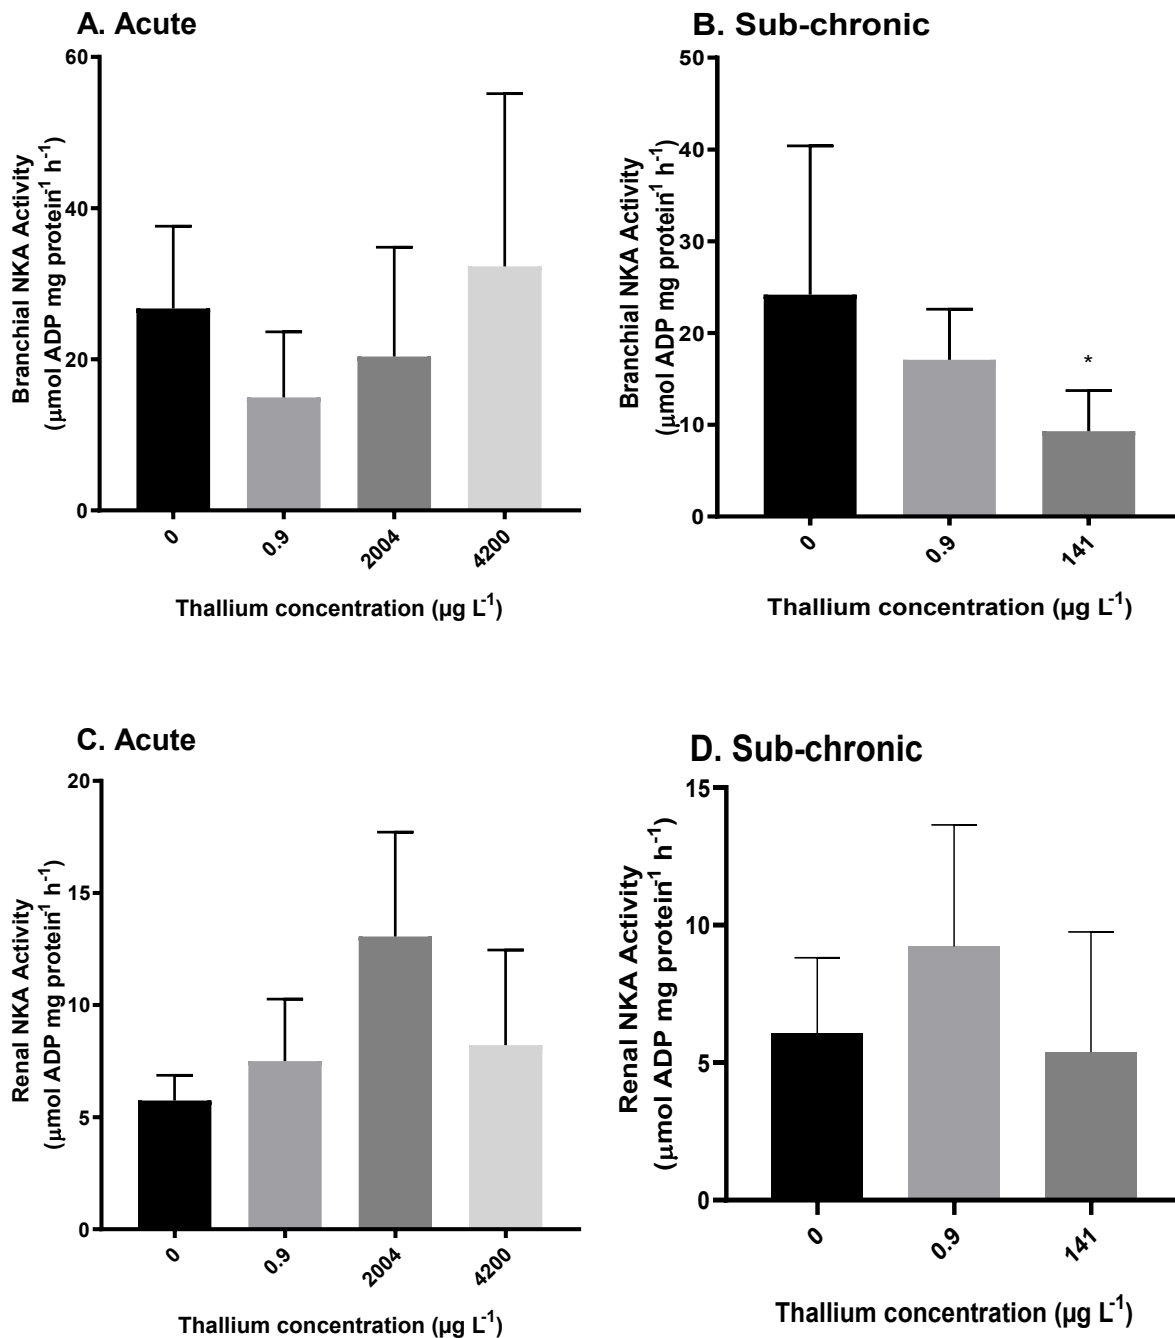 A. Acute
60
40
20
0
Branchial NKA Activity
(µmol ADP mg protein⁻¹ h⁻¹)
0
0.9
2004
4200
Thallium concentration (µg L⁻¹)
B. Sub-chronic
50
40
30
20
10
0
Branchial NKA Activity
(µmol ADP mg protein⁻¹ h⁻¹)
*
0
0.9
141
Thallium concentration (µg L⁻¹)
C. Acute
20
15
10
5
0
Renal NKA Activity
(µmol ADP mg protein⁻¹ h⁻¹)
0
0.9
2004
4200
Thallium concentration (µg L⁻¹)
D. Sub-chronic
15
10
5
0
Renal NKA Activity
(µmol ADP mg protein⁻¹ h⁻¹)
0
0.9
141
Thallium concentration (µg L⁻¹)